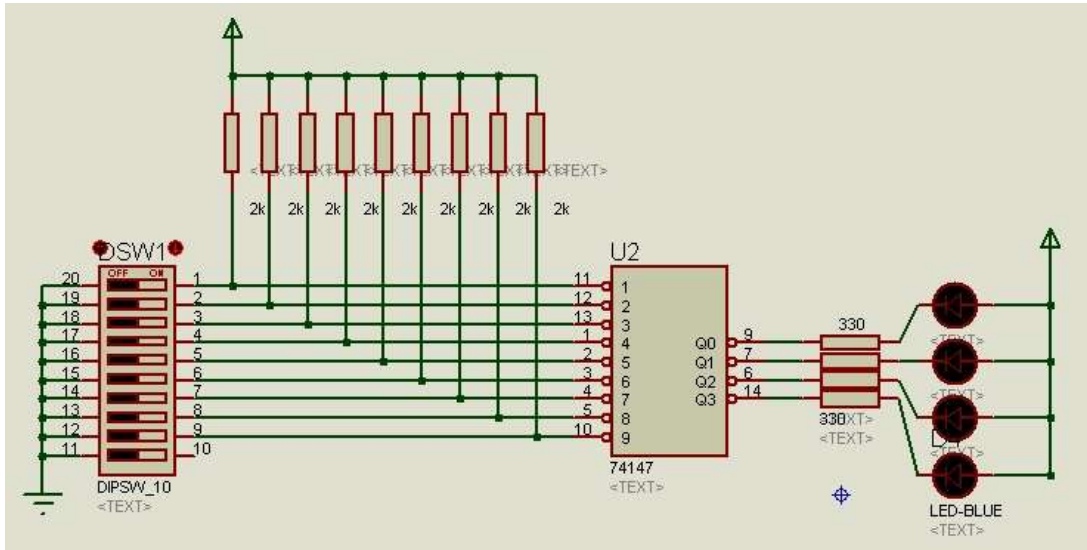 <TEXT>
2k 2k 2k 2k 2k 2k 2k 2k 2k
DSW1
OFF ON
20 1
19 2
18 3
17 4
16 5
15 6
14 7
13 8
12 9
11 10
DIPSW_10
<TEXT>
U2
11 1
12 2
13 3
1 4
2 5
3 6
4 7
5 8
10 9
Q0 9
Q1 7
Q2 6
Q3 14
74147
<TEXT>
330
330
<TEXT>
<TEXT>
<TEXT>
<TEXT>
LED-BLUE
<TEXT>